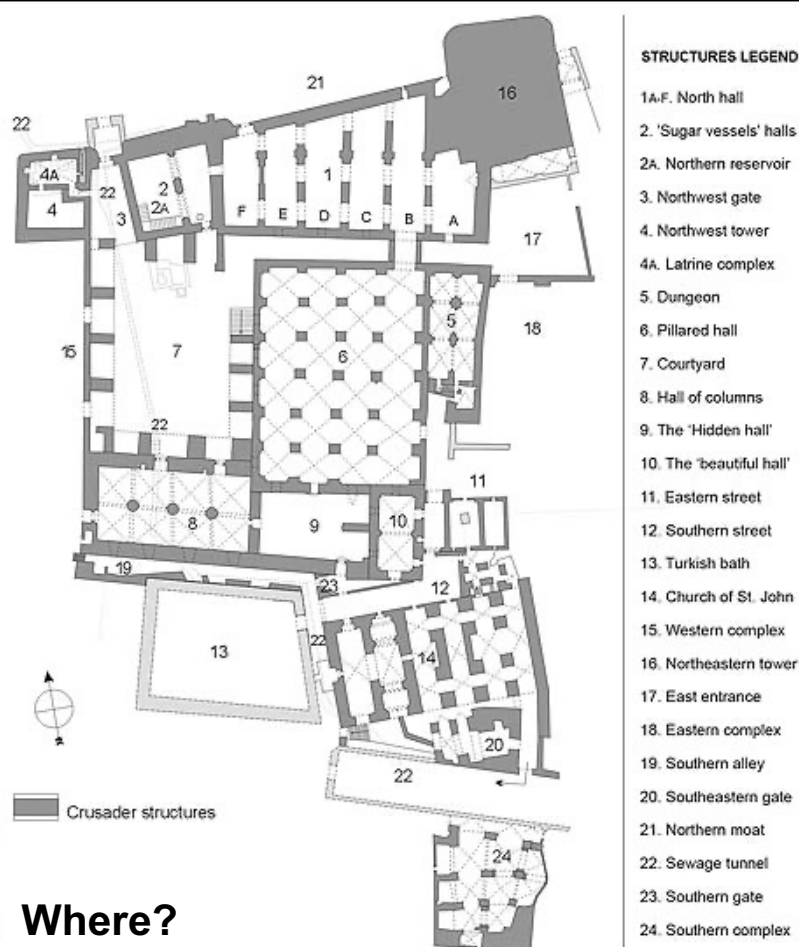 STRUCTURES LEGEND
1A-F. North hall
2. 'Sugar vessels' halls
2A. Northern reservoir
3. Northwest gate
4. Northwest tower
4A. Latrine complex
5. Dungeon
6. Pillared hall
7. Courtyard
8. Hall of columns
9. The 'Hidden hall'
10. The 'beautiful hall'
11. Eastern street
12. Southern street
13. Turkish bath
14. Church of St. John
15. Western complex
16. Northeastern tower
17. East entrance
18. Eastern complex
19. Southern alley
20. Southeastern gate
21. Northern moat
22. Sewage tunnel
23. Southern gate
24. Southern complex
21
16
22
4A
22
2
1
4
3
2A
F
E
D
C
B
A
17
5
18
15
7
6
22
11
8
9
10
19
23
12
13
22
14
20
22
Crusader structures
24
Where?